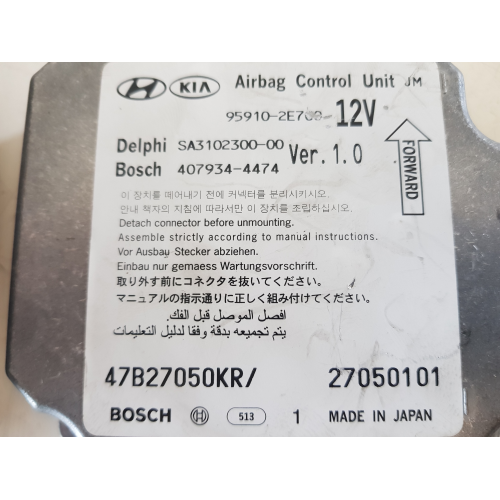 KIA Airbag Control Unit JM
95910-2E700 12V
Delphi SA3102300-00
Bosch 407934-4474 Ver. 1.0
FORWARD
이 장치를 떼어내기 전에 커넥터를 분리시키시오.
안내 책자의 지침에 따라서만 이 장치를 조립하십시오.
Detach connector before unmounting.
Assemble strictly according to manual instructions.
Vor Ausbau Stecker abziehen.
Einbau nur gemaess Wartungsvorschrift.
取り外す前にコネクタを抜いてください。
マニュアルの指示通りに正しく組み付けてください。
افصل الموصل قبل الفك.
يتم تجميعه بدقة وفقا لدليل التعليمات
47B27050KR/ 27050101
BOSCH 513 1 MADE IN JAPAN